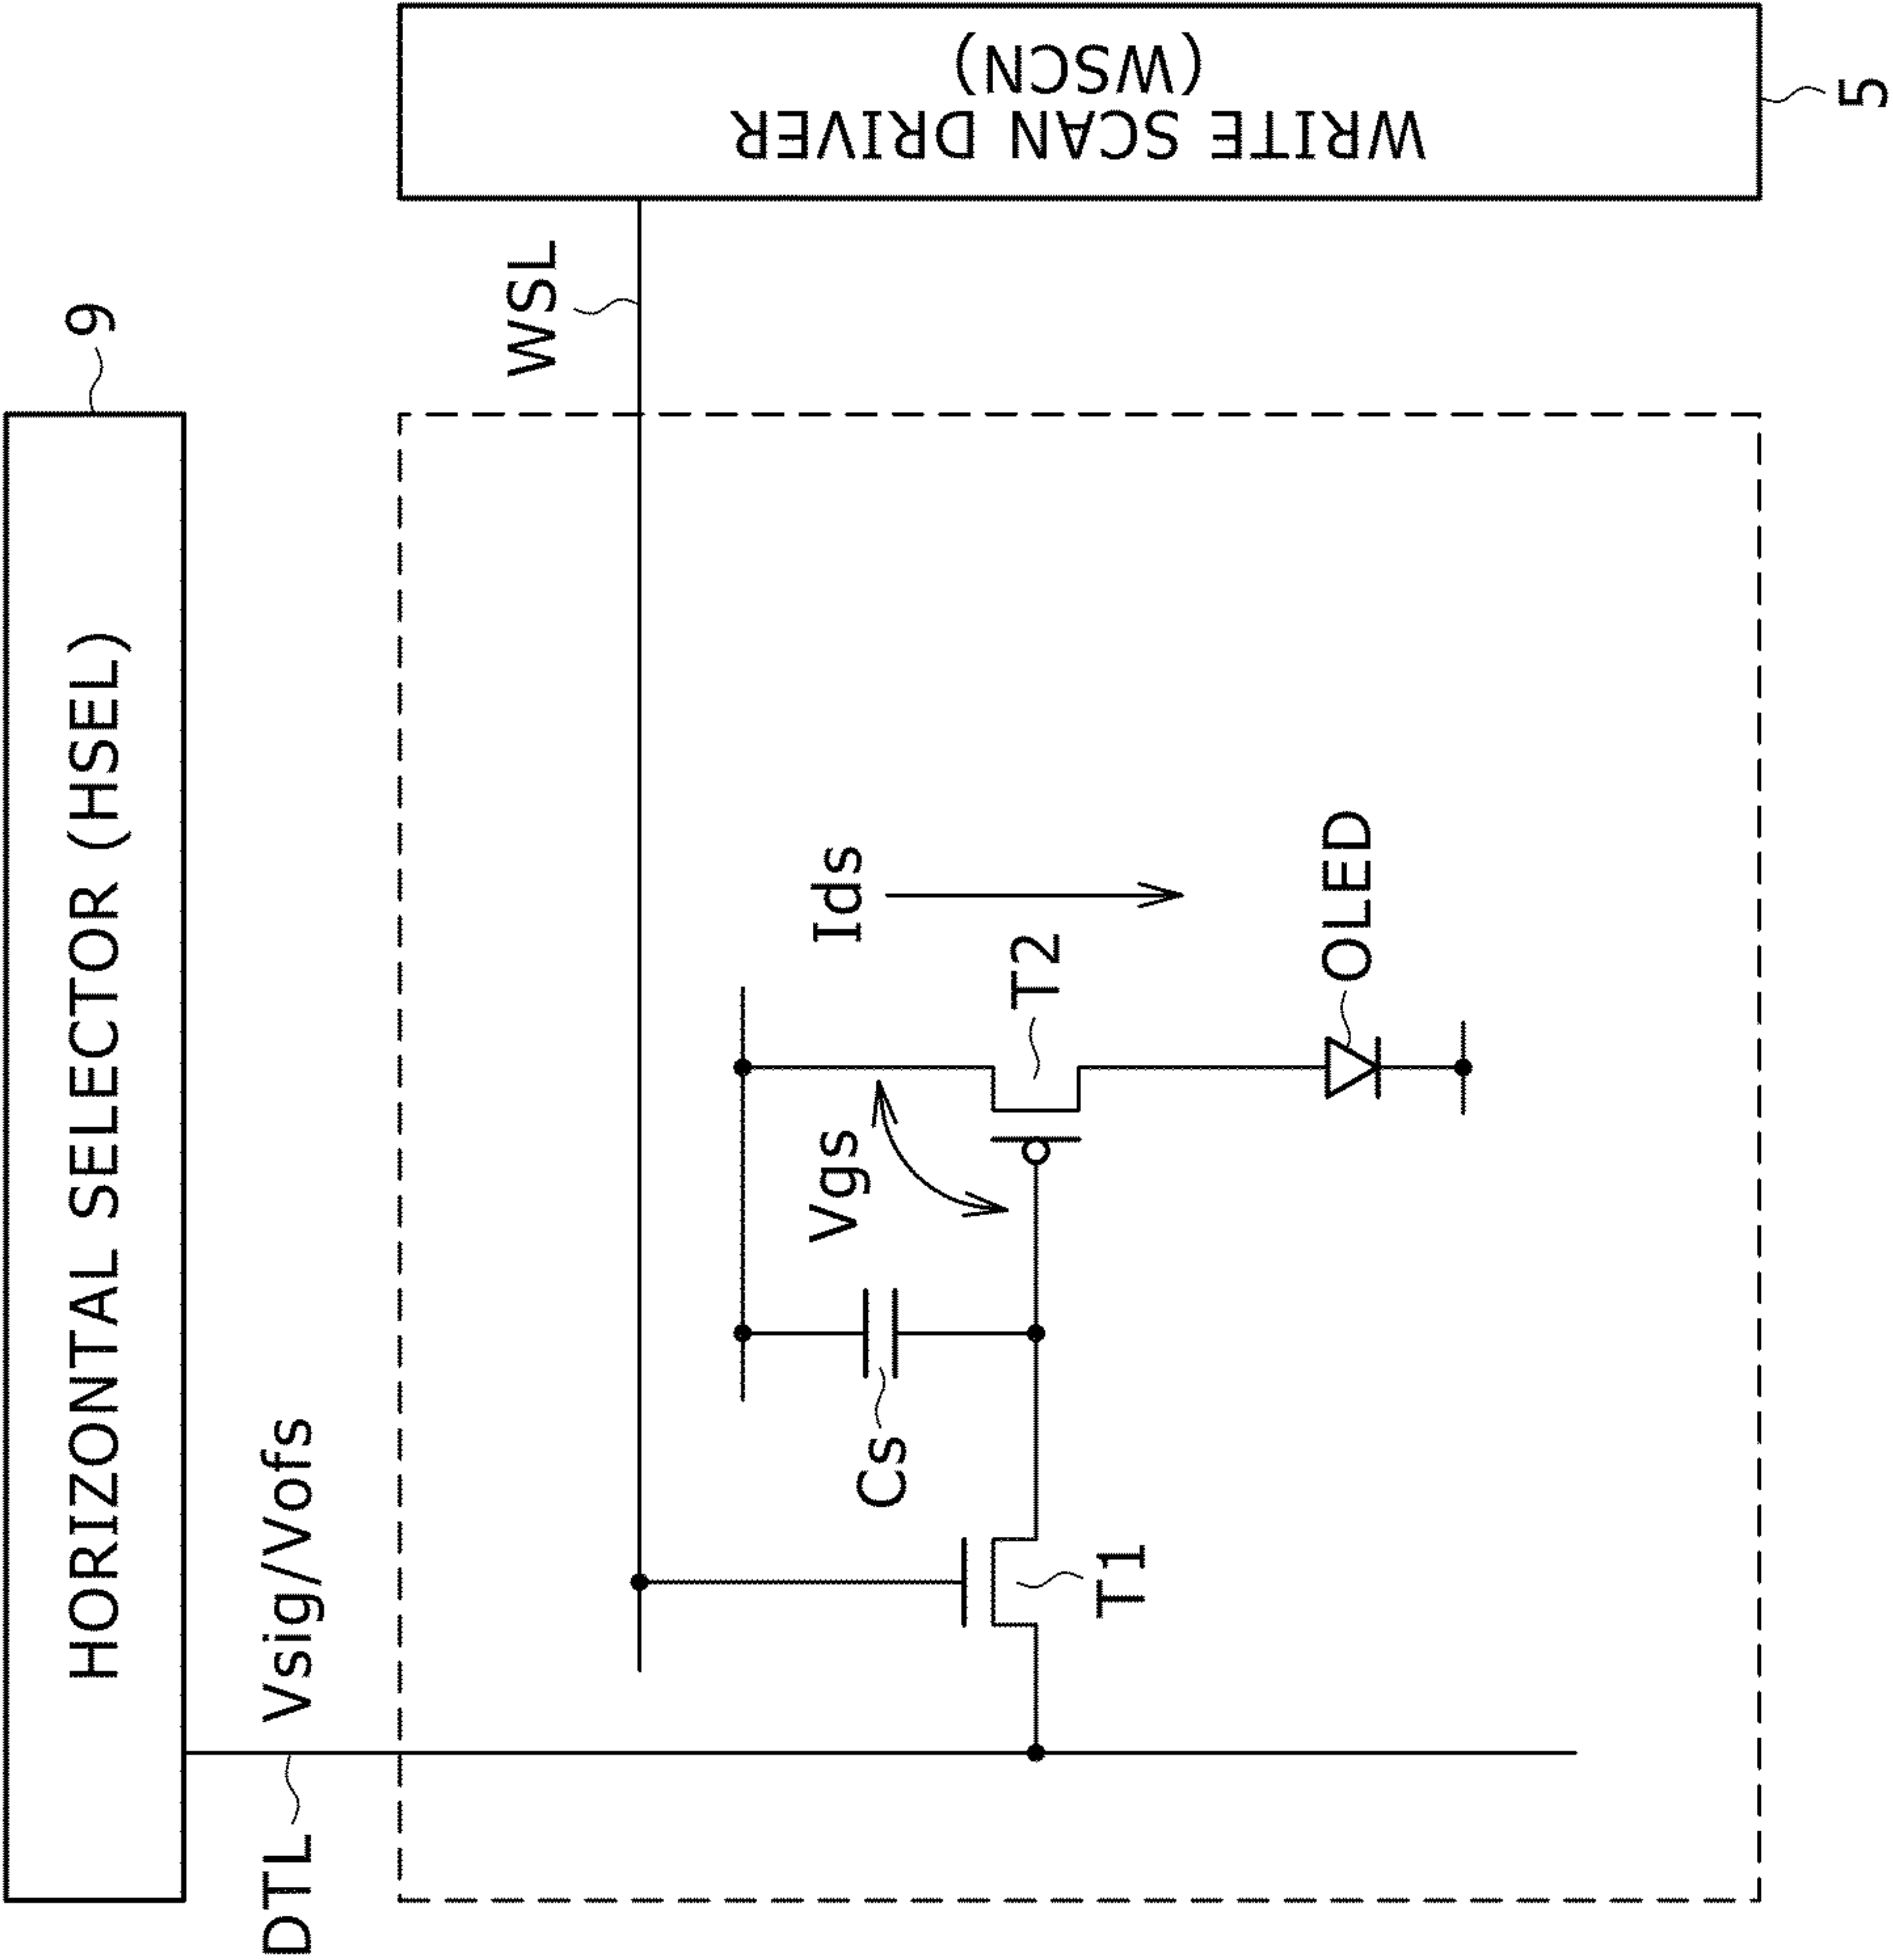 HORIZONTAL SELECTOR (HSEL)
9
DTL
Vsig/Vofs
WSL
WRITE SCAN DRIVER
(WSCN)
5
Cs
Vgs
Ids
T1
T2
OLED